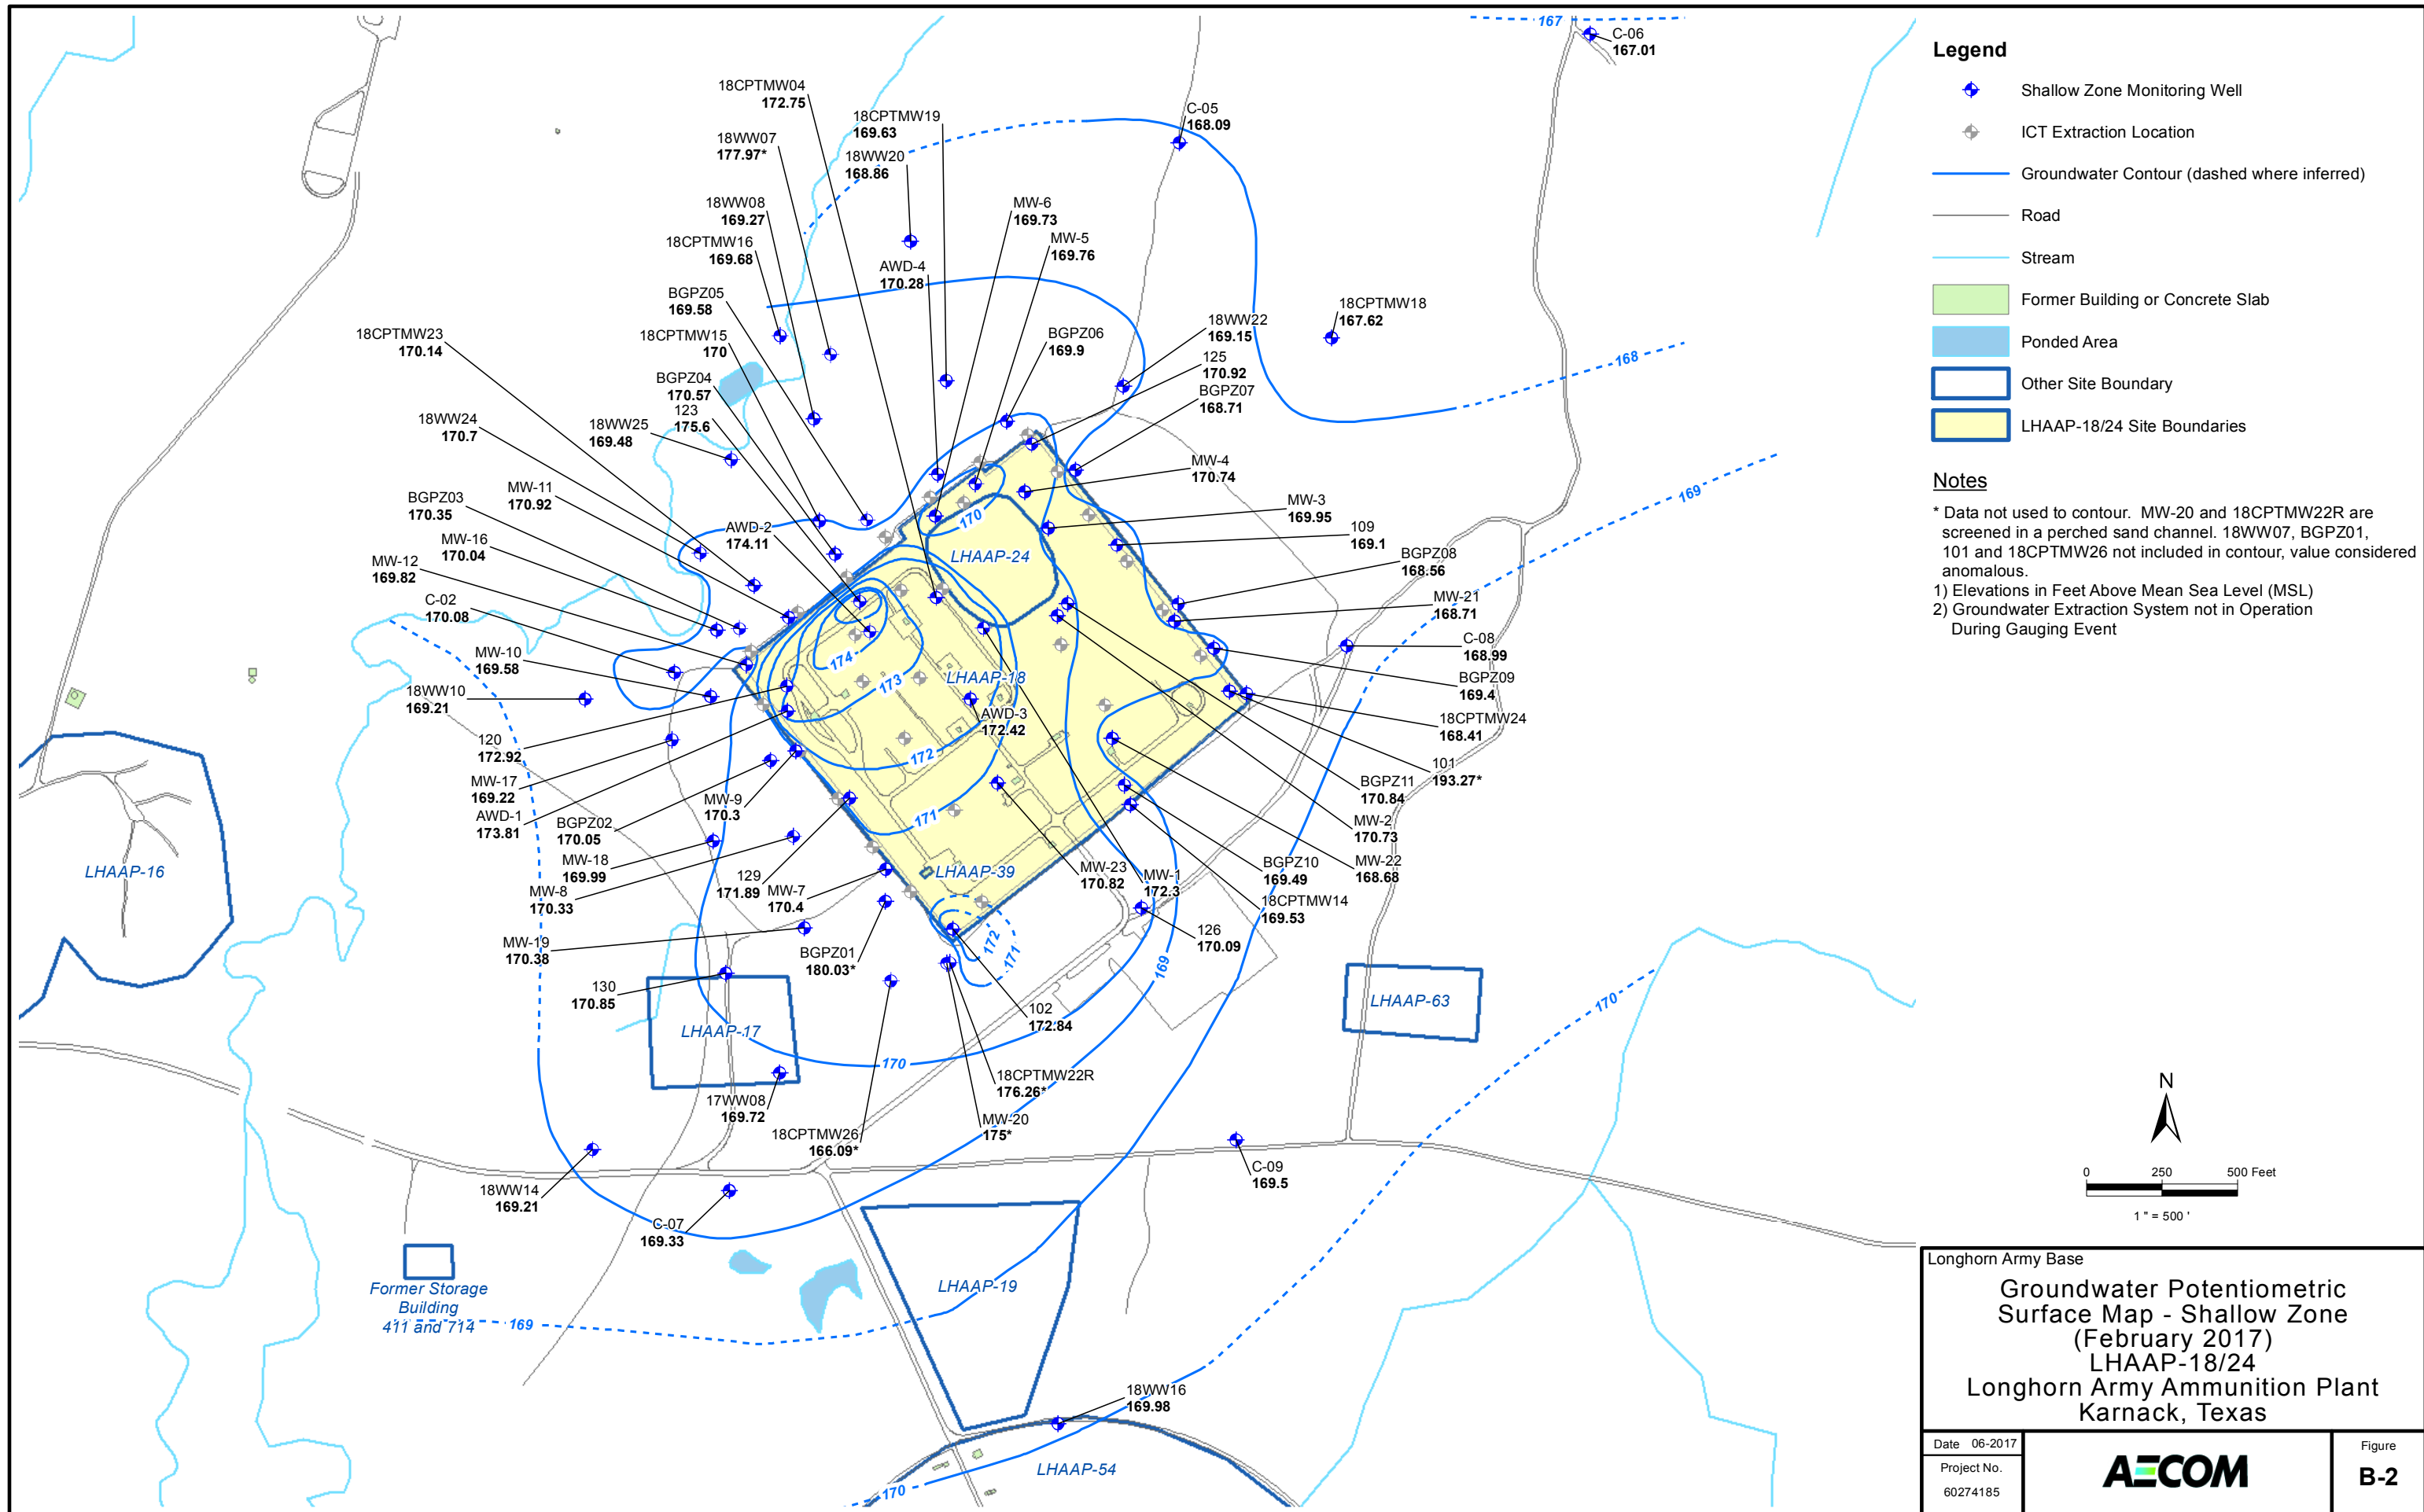 167
C-06
167.01
18CPTMW04
172.75
18CPTMW19
169.63
C-05
168.09
18WW07
177.97*
18WW20
168.86
18WW08
169.27
MW-6
169.73
18CPTMW16
169.68
MW-5
169.76
AWD-4
170.28
BGPZ05
169.58
18CPTMW18
167.62
18CPTMW23
170.14
18CPTMW15
170
18WW22
169.15
BGPZ06
169.9
125
170.92
168
BGPZ04
170.57
BGPZ07
168.71
123
175.6
18WW24
170.7
18WW25
169.48
MW-4
170.74
MW-11
170.92
BGPZ03
170.35
169
MW-3
169.95
AWD-2
174.11
170
109
169.1
MW-16
170.04
LHAAP-24
BGPZ08
168.56
MW-12
169.82
C-02
170.08
MW-21
168.71
MW-10
169.58
C-08
168.99
174
173
LHAAP-18
18WW10
169.21
BGPZ09
169.4
AWD-3
172.42
18CPTMW24
168.41
120
172.92
172
101
193.27*
MW-17
169.22
BGPZ11
170.84
MW-9
170.3
AWD-1
173.81
BGPZ02
170.05
171
MW-2
170.73
MW-18
169.99
LHAAP-16
LHAAP-39
MW-23
170.82
MW-1
172.3
BGPZ10
169.49
MW-22
168.68
129
171.89
MW-7
170.4
MW-8
170.33
18CPTMW14
169.53
126
170.09
MW-19
170.38
BGPZ01
180.03*
172
171
169
130
170.85
LHAAP-63
170
102
172.84
LHAAP-17
170
18CPTMW22R
176.26*
17WW08
169.72
MW-20
175*
18CPTMW26
166.09*
C-09
169.5
18WW14
169.21
C-07
169.33
Former Storage
Building
411 and 714
LHAAP-19
169
18WW16
169.98
LHAAP-54
170
Legend
Shallow Zone Monitoring Well
ICT Extraction Location
Groundwater Contour (dashed where inferred)
Road
Stream
Former Building or Concrete Slab
Ponded Area
Other Site Boundary
LHAAP-18/24 Site Boundaries
Notes
* Data not used to contour. MW-20 and 18CPTMW22R are
screened in a perched sand channel. 18WW07, BGPZ01,
101 and 18CPTMW26 not included in contour, value considered
anomalous.
1) Elevations in Feet Above Mean Sea Level (MSL)
2) Groundwater Extraction System not in Operation
During Gauging Event
N
0 250 500 Feet
1 " = 500 '
Longhorn Army Base
Groundwater Potentiometric
Surface Map - Shallow Zone
(February 2017)
LHAAP-18/24
Longhorn Army Ammunition Plant
Karnack, Texas
Date 06-2017
Project No.
60274185
AECOM
Figure
B-2